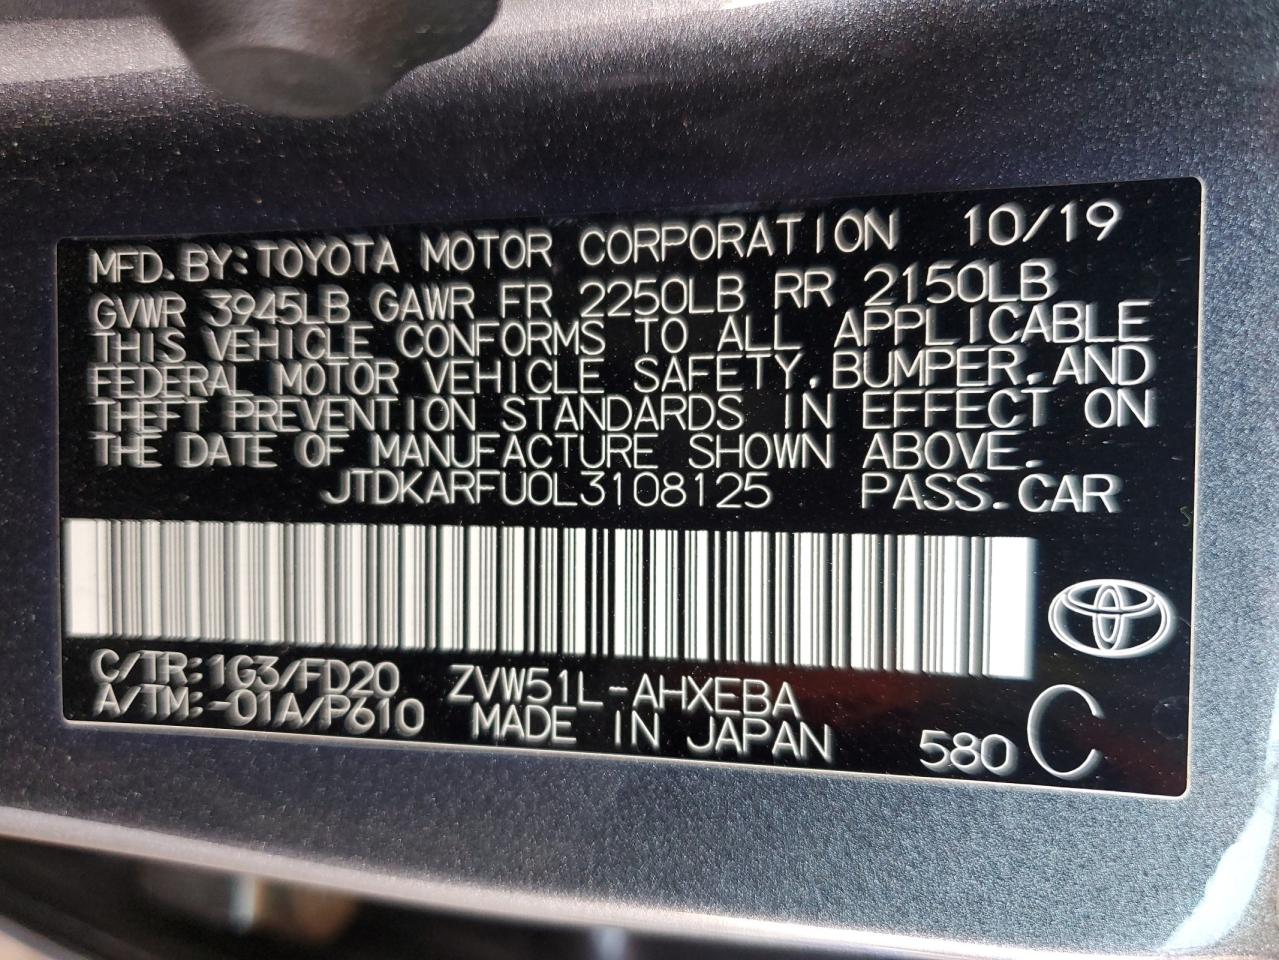 MFD. BY: TOYOTA MOTOR CORPORATION 10/19
GVWR 3945LB GAWR FR 2250LB RR 2150LB
THIS VEHICLE CONFORMS TO ALL APPLICABLE
FEDERAL MOTOR VEHICLE SAFETY, BUMPER, AND
THEFT PREVENTION STANDARDS IN EFFECT ON
THE DATE OF MANUFACTURE SHOWN ABOVE.
JTDKARFU0L3108125 PASS. CAR
C/TR: 1G3/FD20 ZVW51L-AHXEBA
A/TM: -01A/P610 MADE IN JAPAN 580 C